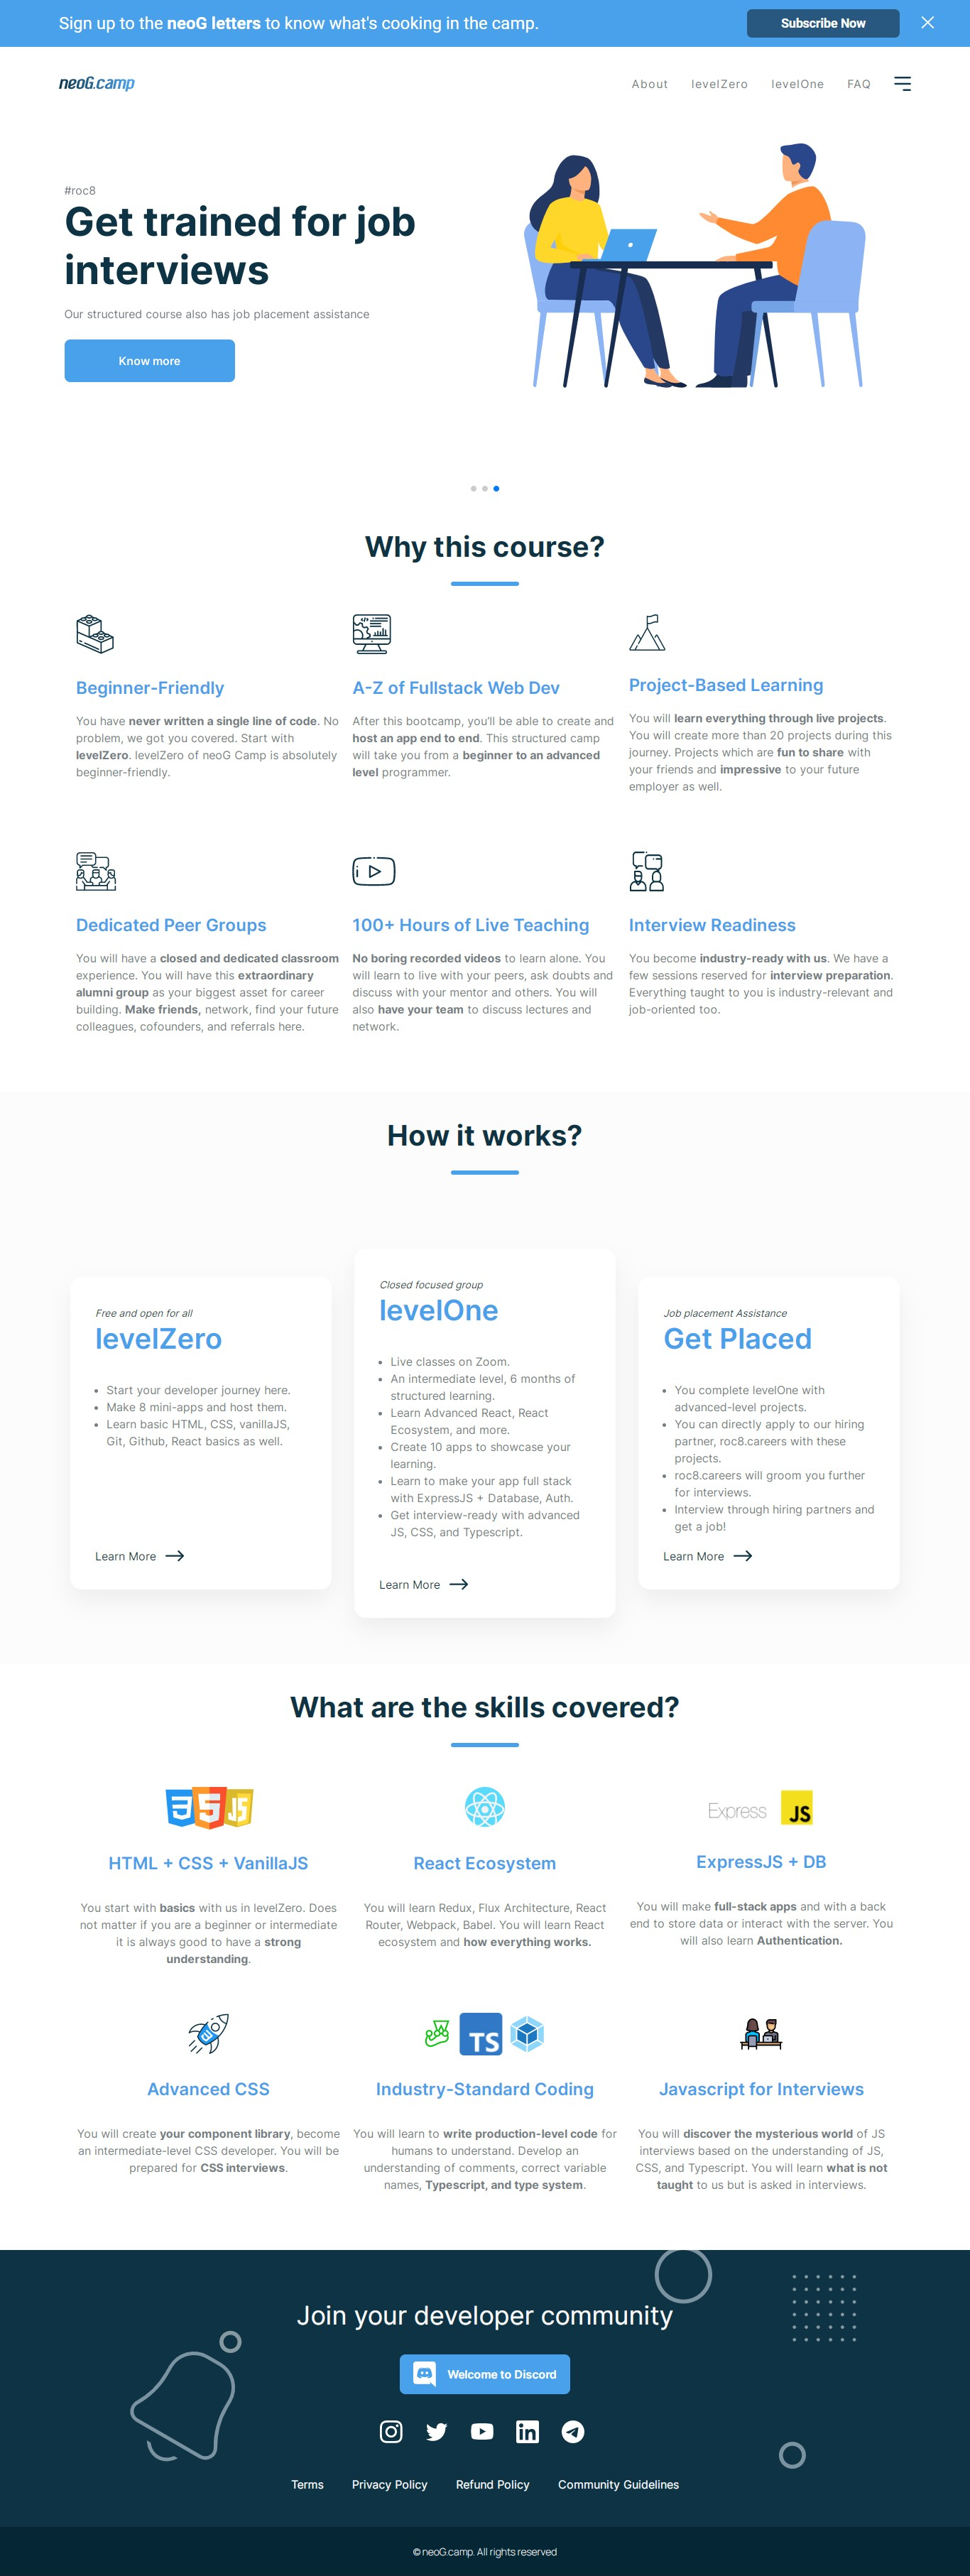 Sign up to the neoG letters to know what's cooking in the camp.
Subscribe Now
neoG.camp
About
levelZero
levelOne
FAQ
#roc8
Get trained for job
interviews
Our structured course also has job placement assistance
Know more
Why this course?
Beginner-Friendly
You have never written a single line of code. No
problem, we got you covered. Start with
levelZero. levelZero of neoG Camp is absolutely
beginner-friendly.
A-Z of Fullstack Web Dev
After this bootcamp, you'll be able to create and
host an app end to end. This structured camp
will take you from a beginner to an advanced
level programmer.
Project-Based Learning
You will learn everything through live projects.
You will create more than 20 projects during this
journey. Projects which are fun to share with
your friends and impressive to your future
employer as well.
Dedicated Peer Groups
You will have a closed and dedicated classroom
experience. You will have this extraordinary
alumni group as your biggest asset for career
building. Make friends, network, find your future
colleagues, cofounders, and referrals here.
100+ Hours of Live Teaching
No boring recorded videos to learn alone. You
will learn to live with your peers, ask doubts and
discuss with your mentor and others. You will
also have your team to discuss lectures and
network.
Interview Readiness
You become industry-ready with us. We have a
few sessions reserved for interview preparation.
Everything taught to you is industry-relevant and
job-oriented too.
How it works?
Free and open for all
levelZero
Start your developer journey here.
Make 8 mini-apps and host them.
Learn basic HTML, CSS, vanillaJS,
Git, Github, React basics as well.
Learn More
Closed focused group
levelOne
Live classes on Zoom.
An intermediate level, 6 months of
structured learning.
Learn Advanced React, React
Ecosystem, and more.
Create 10 apps to showcase your
learning.
Learn to make your app full stack
with ExpressJS + Database, Auth.
Get interview-ready with advanced
JS, CSS, and Typescript.
Learn More
Job placement Assistance
Get Placed
You complete levelOne with
advanced-level projects.
You can directly apply to our hiring
partner, roc8.careers with these
projects.
roc8.careers will groom you further
for interviews.
Interview through hiring partners and
get a job!
Learn More
What are the skills covered?
3 5 JS
HTML + CSS + VanillaJS
You start with basics with us in levelZero. Does
not matter if you are a beginner or intermediate
it is always good to have a strong
understanding.
React Ecosystem
You will learn Redux, Flux Architecture, React
Router, Webpack, Babel. You will learn React
ecosystem and how everything works.
Express JS
ExpressJS + DB
You will make full-stack apps and with a back
end to store data or interact with the server. You
will also learn Authentication.
3
Advanced CSS
You will create your component library, become
an intermediate-level CSS developer. You will be
prepared for CSS interviews.
TS
Industry-Standard Coding
You will learn to write production-level code for
humans to understand. Develop an
understanding of comments, correct variable
names, Typescript, and type system.
Javascript for Interviews
You will discover the mysterious world of JS
interviews based on the understanding of JS,
CSS, and Typescript. You will learn what is not
taught to us but is asked in interviews.
Join your developer community
Welcome to Discord
in
Terms
Privacy Policy
Refund Policy
Community Guidelines
© neoG.camp. All rights reserved